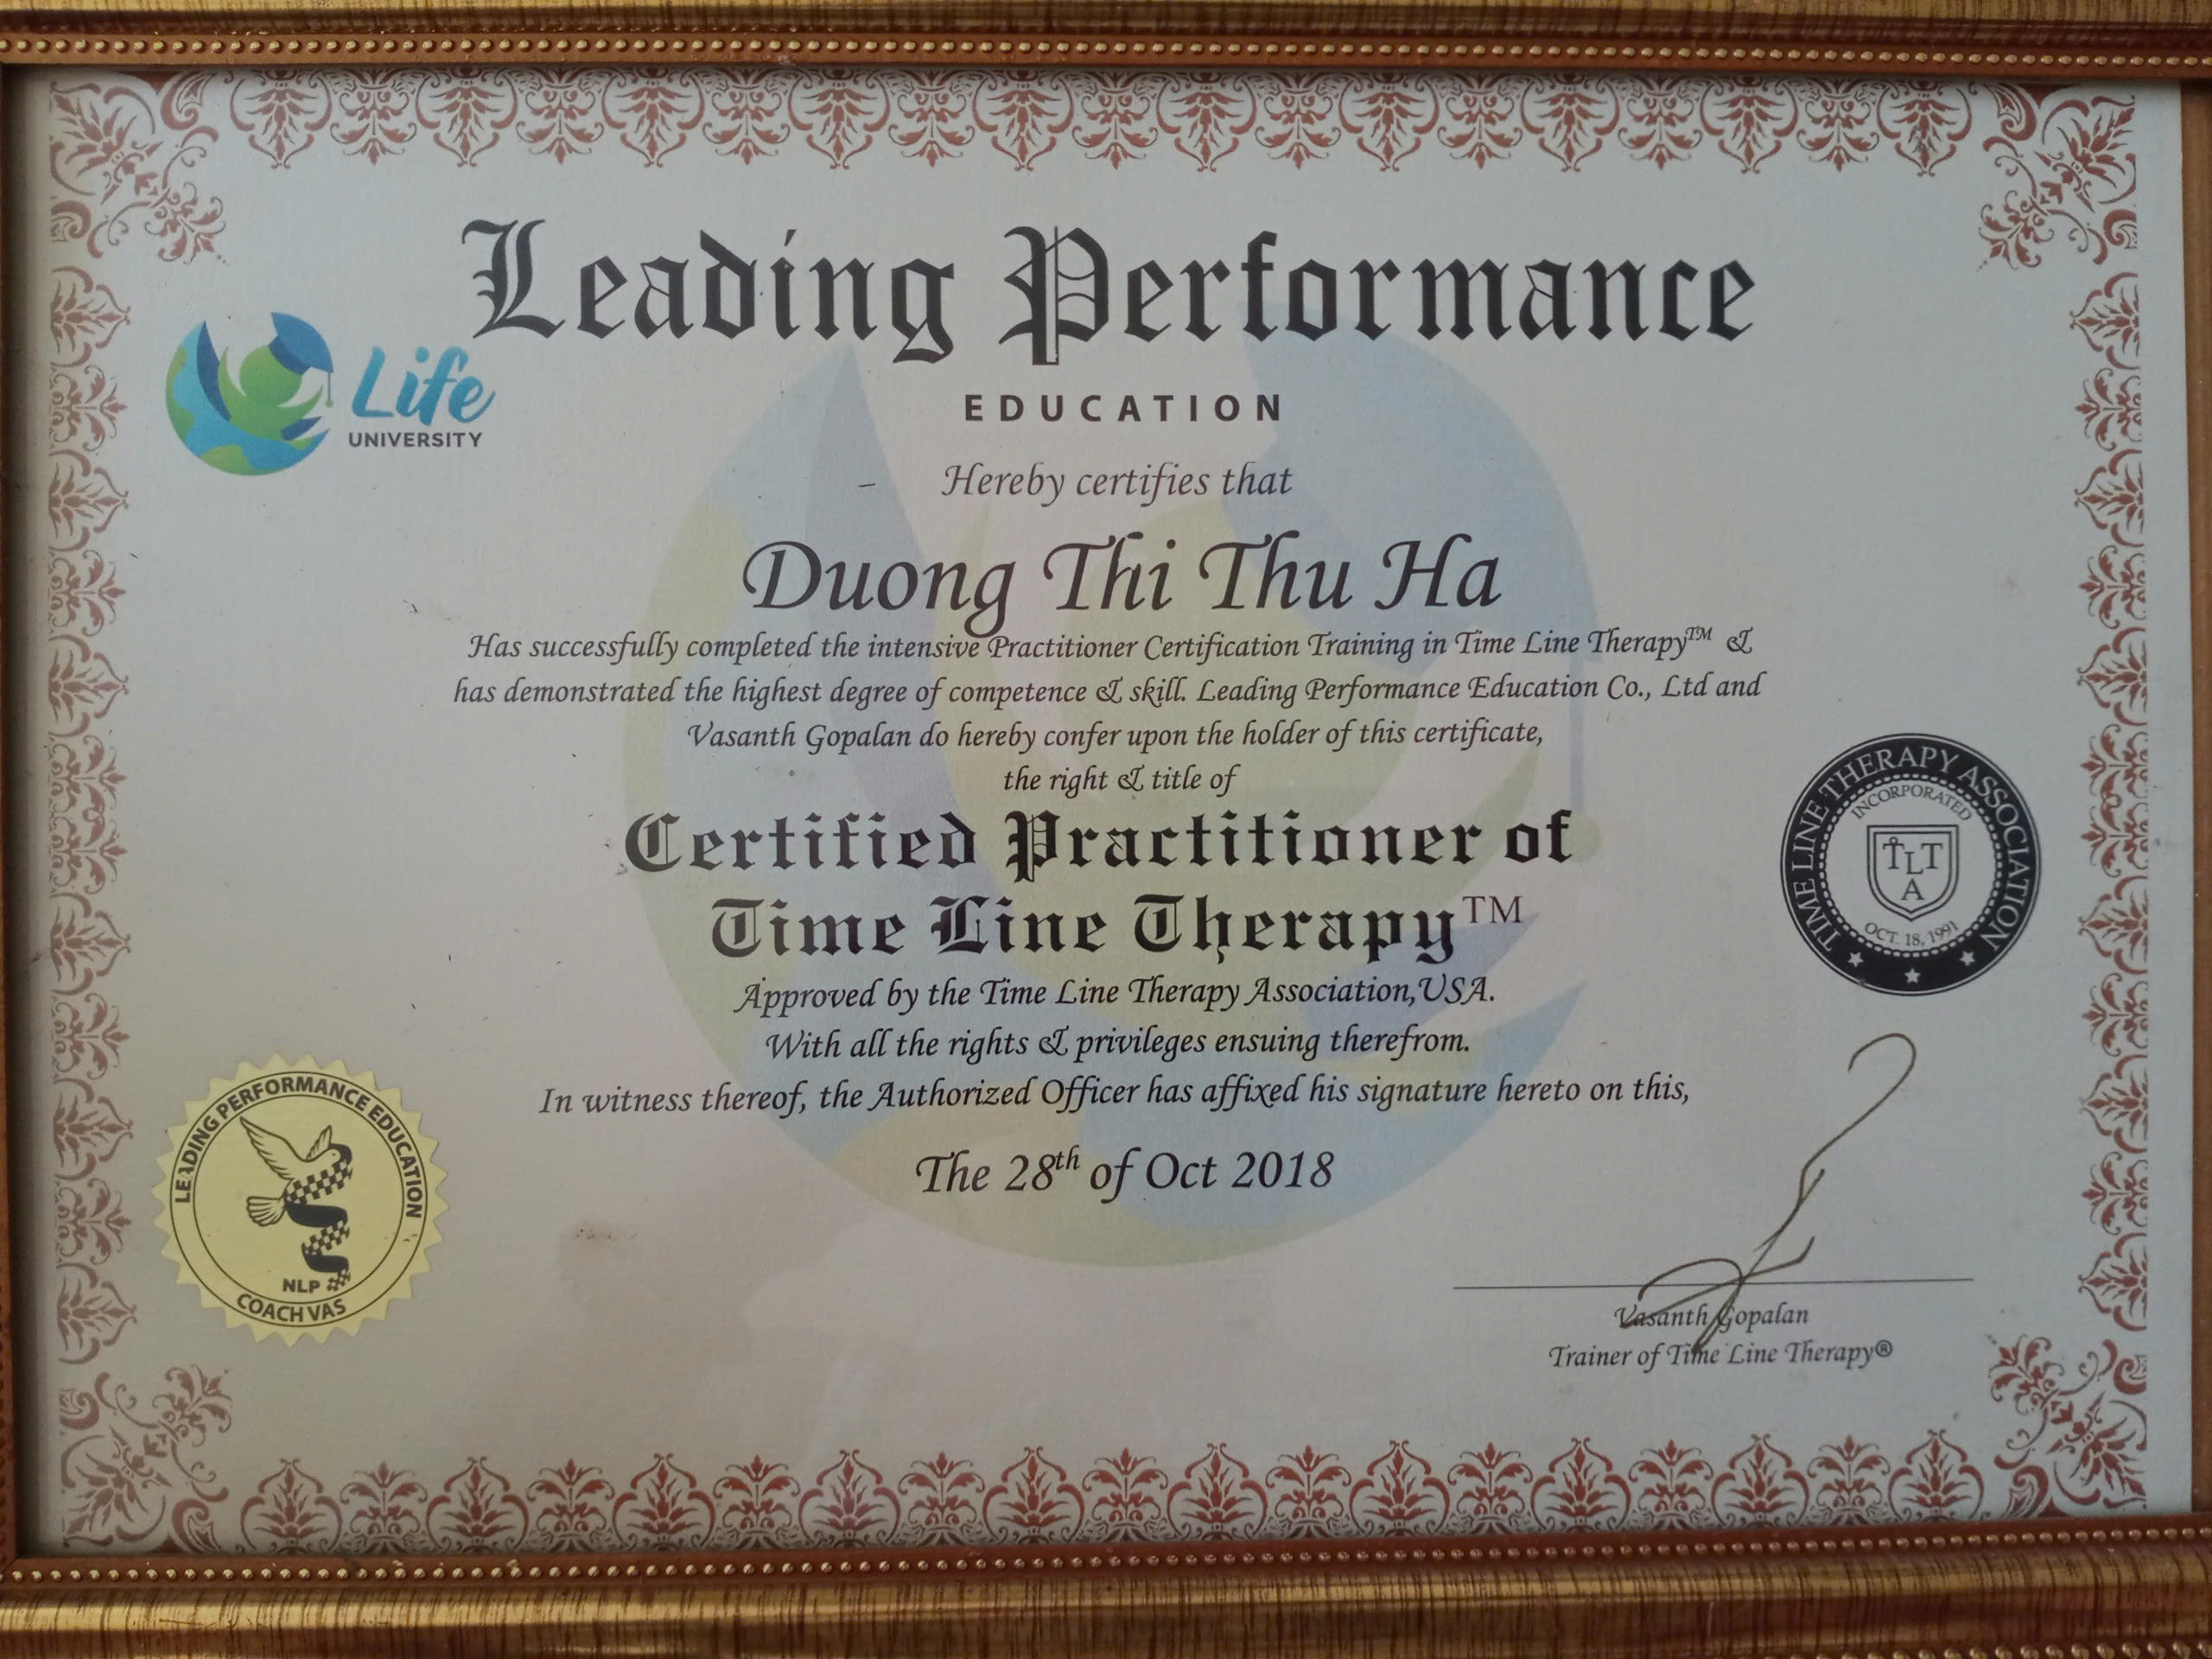 Leading Performance
EDUCATION
Life
UNIVERSITY
Hereby certifies that
Duong Thi Thu Ha
Has successfully completed the intensive Practitioner Certification Training in Time Line Therapy™ &
has demonstrated the highest degree of competence & skill. Leading Performance Education Co., Ltd and
Vasanth Gopalan do hereby confer upon the holder of this certificate,
the right & title of
Certified Practitioner of
Time Line Therapy™
Approved by the Time Line Therapy Association,USA.
With all the rights & privileges ensuing therefrom.
In witness thereof, the Authorized Officer has affixed his signature hereto on this,
The 28th of Oct 2018
TIME LINE THERAPY ASSOCIATION
INCORPORATED
TLT
A
OCT. 18, 1991
LEADING PERFORMANCE EDUCATION
NLP
COACH VAS
Vasanth Gopalan
Trainer of Time Line Therapy®